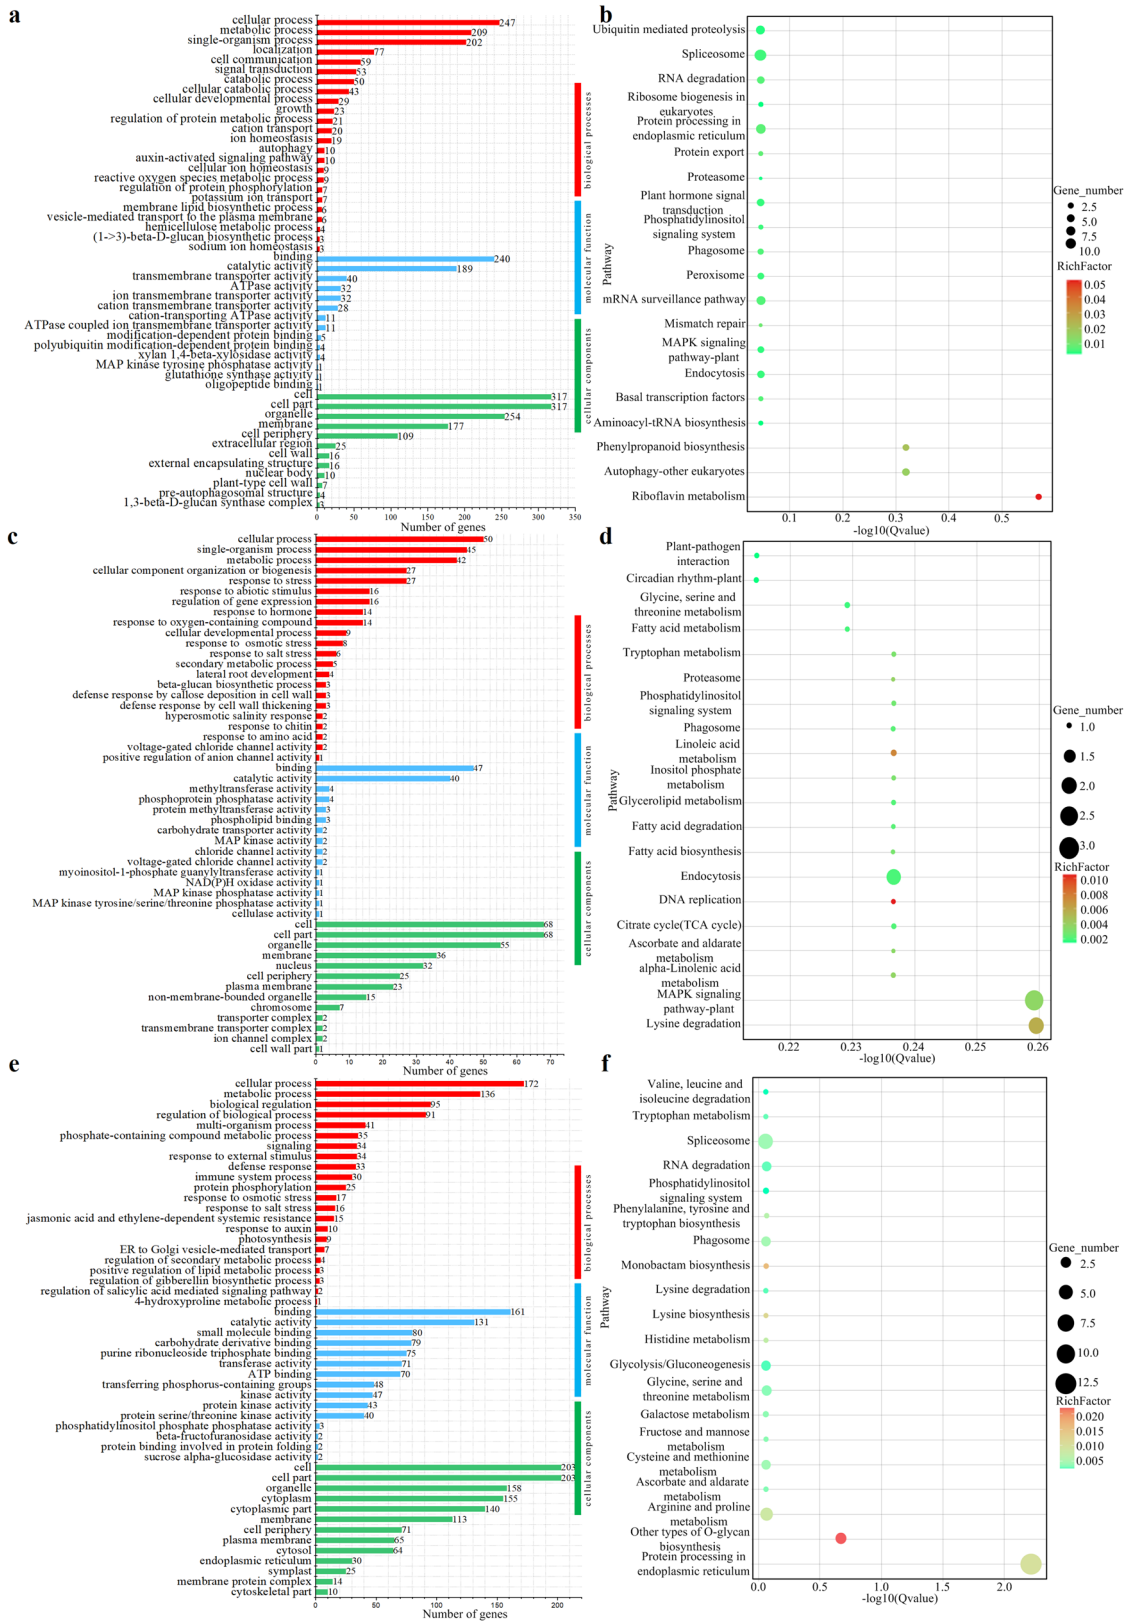 a
cellular process 247
metabolic process 209
single-organism process 202
localization 77
cell communication 59
signal transduction 53
catabolic process 50
cellular catabolic process 43
cellular developmental process 29
growth 23
regulation of protein metabolic process 21
cation transport 20
ion homeostasis 19
autophagy 10
auxin-activated signaling pathway 10
cellular ion homeostasis 9
reactive oxygen species metabolic process 9
regulation of protein phosphorylation 7
potassium ion transport 7
membrane lipid biosynthetic process 6
vesicle-mediated transport to the plasma membrane 6
hemicellulose metabolic process 4
(1->3)-beta-D-glucan biosynthetic process 3
sodium ion homeostasis 3
binding 240
catalytic activity 189
transmembrane transporter activity 40
ATPase activity 32
ion transmembrane transporter activity 32
cation transmembrane transporter activity 28
cation-transporting ATPase activity 11
ATPase coupled ion transmembrane transporter activity 11
modification-dependent protein binding 5
polyubiquitin modification-dependent protein binding 4
xylan 1,4-beta-xylosidase activity 4
MAP kinase tyrosine phosphatase activity 1
glutathione synthase activity 1
oligopeptide binding 1
cell 317
cell part 317
organelle 254
membrane 177
cell periphery 109
extracellular region 25
cell wall 16
external encapsulating structure 16
nuclear body 10
plant-type cell wall 7
pre-autophagosomal structure 4
1,3-beta-D-glucan synthase complex 3
0 50 100 150 200 250 300 350
Number of genes
biological processes
molecular function
cellular components
b
Ubiquitin mediated proteolysis
Spliceosome
RNA degradation
Ribosome biogenesis in
eukaryotes
Protein processing in
endoplasmic reticulum
Protein export
Proteasome
Plant hormone signal
transduction
Phosphatidylinositol
signaling system
Phagosome
Peroxisome
mRNA surveillance pathway
Mismatch repair
MAPK signaling
pathway-plant
Endocytosis
Basal transcription factors
Aminoacyl-tRNA biosynthesis
Phenylpropanoid biosynthesis
Autophagy-other eukaryotes
Riboflavin metabolism
Pathway
0.1 0.2 0.3 0.4 0.5
-log10(Qvalue)
Gene_number
2.5
5.0
7.5
10.0
RichFactor
0.05
0.04
0.03
0.02
0.01
c
cellular process 50
single-organism process 45
metabolic process 42
cellular component organization or biogenesis 27
response to stress 27
response to abiotic stimulus 16
regulation of gene expression 16
response to hormone 14
response to oxygen-containing compound 14
cellular developmental process 9
response to osmotic stress 8
response to salt stress 6
secondary metabolic process 5
lateral root development 4
beta-glucan biosynthetic process 3
defense response by callose deposition in cell wall 3
defense response by cell wall thickening 3
hyperosmotic salinity response 2
response to chitin 2
response to amino acid 2
voltage-gated chloride channel activity 2
positive regulation of anion channel activity 1
binding 47
catalytic activity 40
methyltransferase activity 4
phosphoprotein phosphatase activity 4
protein methyltransferase activity 3
phospholipid binding 3
carbohydrate transporter activity 2
MAP kinase activity 2
chloride channel activity 2
voltage-gated chloride channel activity 2
myoinositol-1-phosphate guanylyltransferase activity 1
NAD(P)H oxidase activity 1
MAP kinase phosphatase activity 1
MAP kinase tyrosine/serine/threonine phosphatase activity 1
cellulase activity 1
cell 68
cell part 68
organelle 55
membrane 36
nucleus 32
cell periphery 25
plasma membrane 23
non-membrane-bounded organelle 15
chromosome 7
transporter complex 2
transmembrane transporter complex 2
ion channel complex 2
cell wall part 1
0 10 20 30 40 50 60 70
Number of genes
biological processes
molecular function
cellular components
d
Plant-pathogen
interaction
Circadian rhythm-plant
Glycine, serine and
threonine metabolism
Fatty acid metabolism
Tryptophan metabolism
Proteasome
Phosphatidylinositol
signaling system
Phagosome
Linoleic acid
metabolism
Inositol phosphate
metabolism
Glycerolipid metabolism
Fatty acid degradation
Fatty acid biosynthesis
Endocytosis
DNA replication
Citrate cycle(TCA cycle)
Ascorbate and aldarate
metabolism
alpha-Linolenic acid
metabolism
MAPK signaling
pathway-plant
Lysine degradation
Pathway
0.22 0.23 0.24 0.25 0.26
-log10(Qvalue)
Gene_number
1.0
1.5
2.0
2.5
3.0
RichFactor
0.010
0.008
0.006
0.004
0.002
e
cellular process 172
metabolic process 136
biological regulation 95
regulation of biological process 91
multi-organism process 41
phosphate-containing compound metabolic process 35
signaling 34
response to external stimulus 34
defense response 33
immune system process 30
protein phosphorylation 25
response to osmotic stress 17
response to salt stress 16
jasmonic acid and ethylene-dependent systemic resistance 15
response to auxin 10
photosynthesis 9
ER to Golgi vesicle-mediated transport 7
regulation of secondary metabolic process 4
positive regulation of lipid metabolic process 3
regulation of gibberellin biosynthetic process 3
regulation of salicylic acid mediated signaling pathway 2
4-hydroxyproline metabolic process 1
binding 161
catalytic activity 131
small molecule binding 80
carbohydrate derivative binding 79
purine ribonucleoside triphosphate binding 75
transferase activity 71
ATP binding 70
transferring phosphorus-containing groups 48
kinase activity 47
protein kinase activity 43
protein serine/threonine kinase activity 40
phosphatidylinositol phosphate phosphatase activity 3
beta-fructofuranosidase activity 2
protein binding involved in protein folding 2
sucrose alpha-glucosidase activity 2
cell 203
cell part 203
organelle 158
cytoplasm 155
cytoplasmic part 140
membrane 113
cell periphery 71
plasma membrane 65
cytosol 64
endoplasmic reticulum 30
symplast 25
membrane protein complex 14
cytoskeletal part 10
0 50 100 150 200
Number of genes
biological processes
molecular function
cellular components
f
Valine, leucine and
isoleucine degradation
Tryptophan metabolism
Spliceosome
RNA degradation
Phosphatidylinositol
signaling system
Phenylalanine, tyrosine and
tryptophan biosynthesis
Phagosome
Monobactam biosynthesis
Lysine degradation
Lysine biosynthesis
Histidine metabolism
Glycolysis/Gluconeogenesis
Glycine, serine and
threonine metabolism
Galactose metabolism
Fructose and mannose
metabolism
Cysteine and methionine
metabolism
Ascorbate and aldarate
metabolism
Arginine and proline
metabolism
Other types of O-glycan
biosynthesis
Protein processing in
endoplasmic reticulum
Pathway
0.0 0.5 1.0 1.5 2.0
-log10(Qvalue)
Gene_number
2.5
5.0
7.5
10.0
12.5
RichFactor
0.020
0.015
0.010
0.005